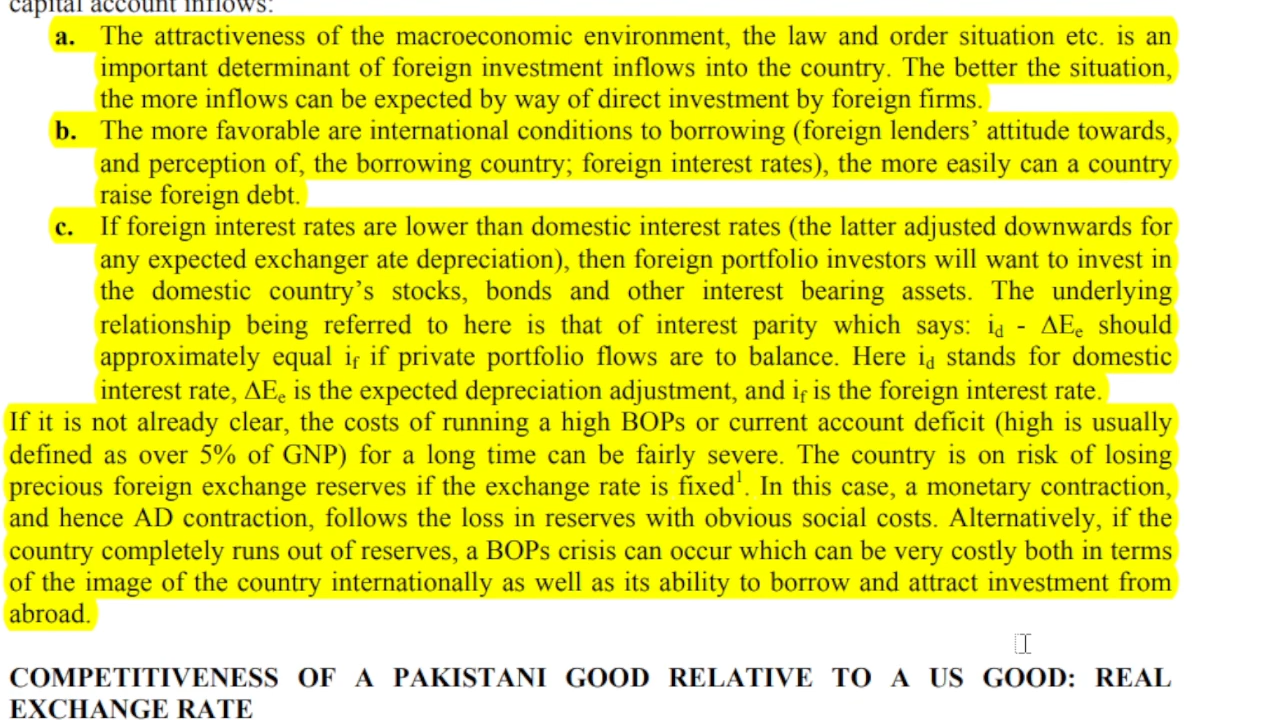 capital account inflows:
a. The attractiveness of the macroeconomic environment, the law and order situation etc. is an
important determinant of foreign investment inflows into the country. The better the situation,
the more inflows can be expected by way of direct investment by foreign firms.
b. The more favorable are international conditions to borrowing (foreign lenders’ attitude towards,
and perception of, the borrowing country; foreign interest rates), the more easily can a country
raise foreign debt.
c. If foreign interest rates are lower than domestic interest rates (the latter adjusted downwards for
any expected exchanger ate depreciation), then foreign portfolio investors will want to invest in
the domestic country’s stocks, bonds and other interest bearing assets. The underlying
relationship being referred to here is that of interest parity which says: id - ΔEe should
approximately equal if if private portfolio flows are to balance. Here id stands for domestic
interest rate, ΔEe is the expected depreciation adjustment, and if is the foreign interest rate.
If it is not already clear, the costs of running a high BOPs or current account deficit (high is usually
defined as over 5% of GNP) for a long time can be fairly severe. The country is on risk of losing
precious foreign exchange reserves if the exchange rate is fixed¹. In this case, a monetary contraction,
and hence AD contraction, follows the loss in reserves with obvious social costs. Alternatively, if the
country completely runs out of reserves, a BOPs crisis can occur which can be very costly both in terms
of the image of the country internationally as well as its ability to borrow and attract investment from
abroad.
COMPETITIVENESS OF A PAKISTANI GOOD RELATIVE TO A US GOOD: REAL
EXCHANGE RATE